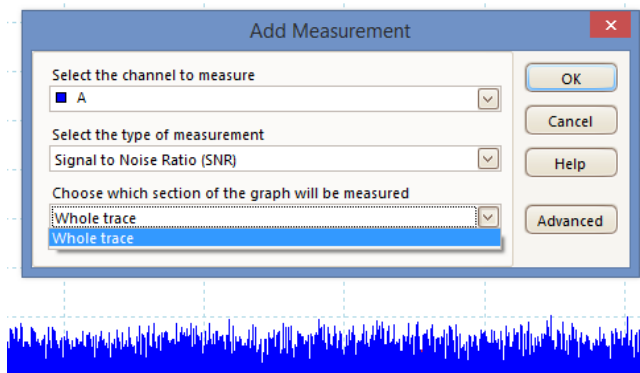 Add Measurement
Select the channel to measure
A
Select the type of measurement
Signal to Noise Ratio (SNR)
Choose which section of the graph will be measured
Whole trace
Whole trace
OK
Cancel
Help
Advanced